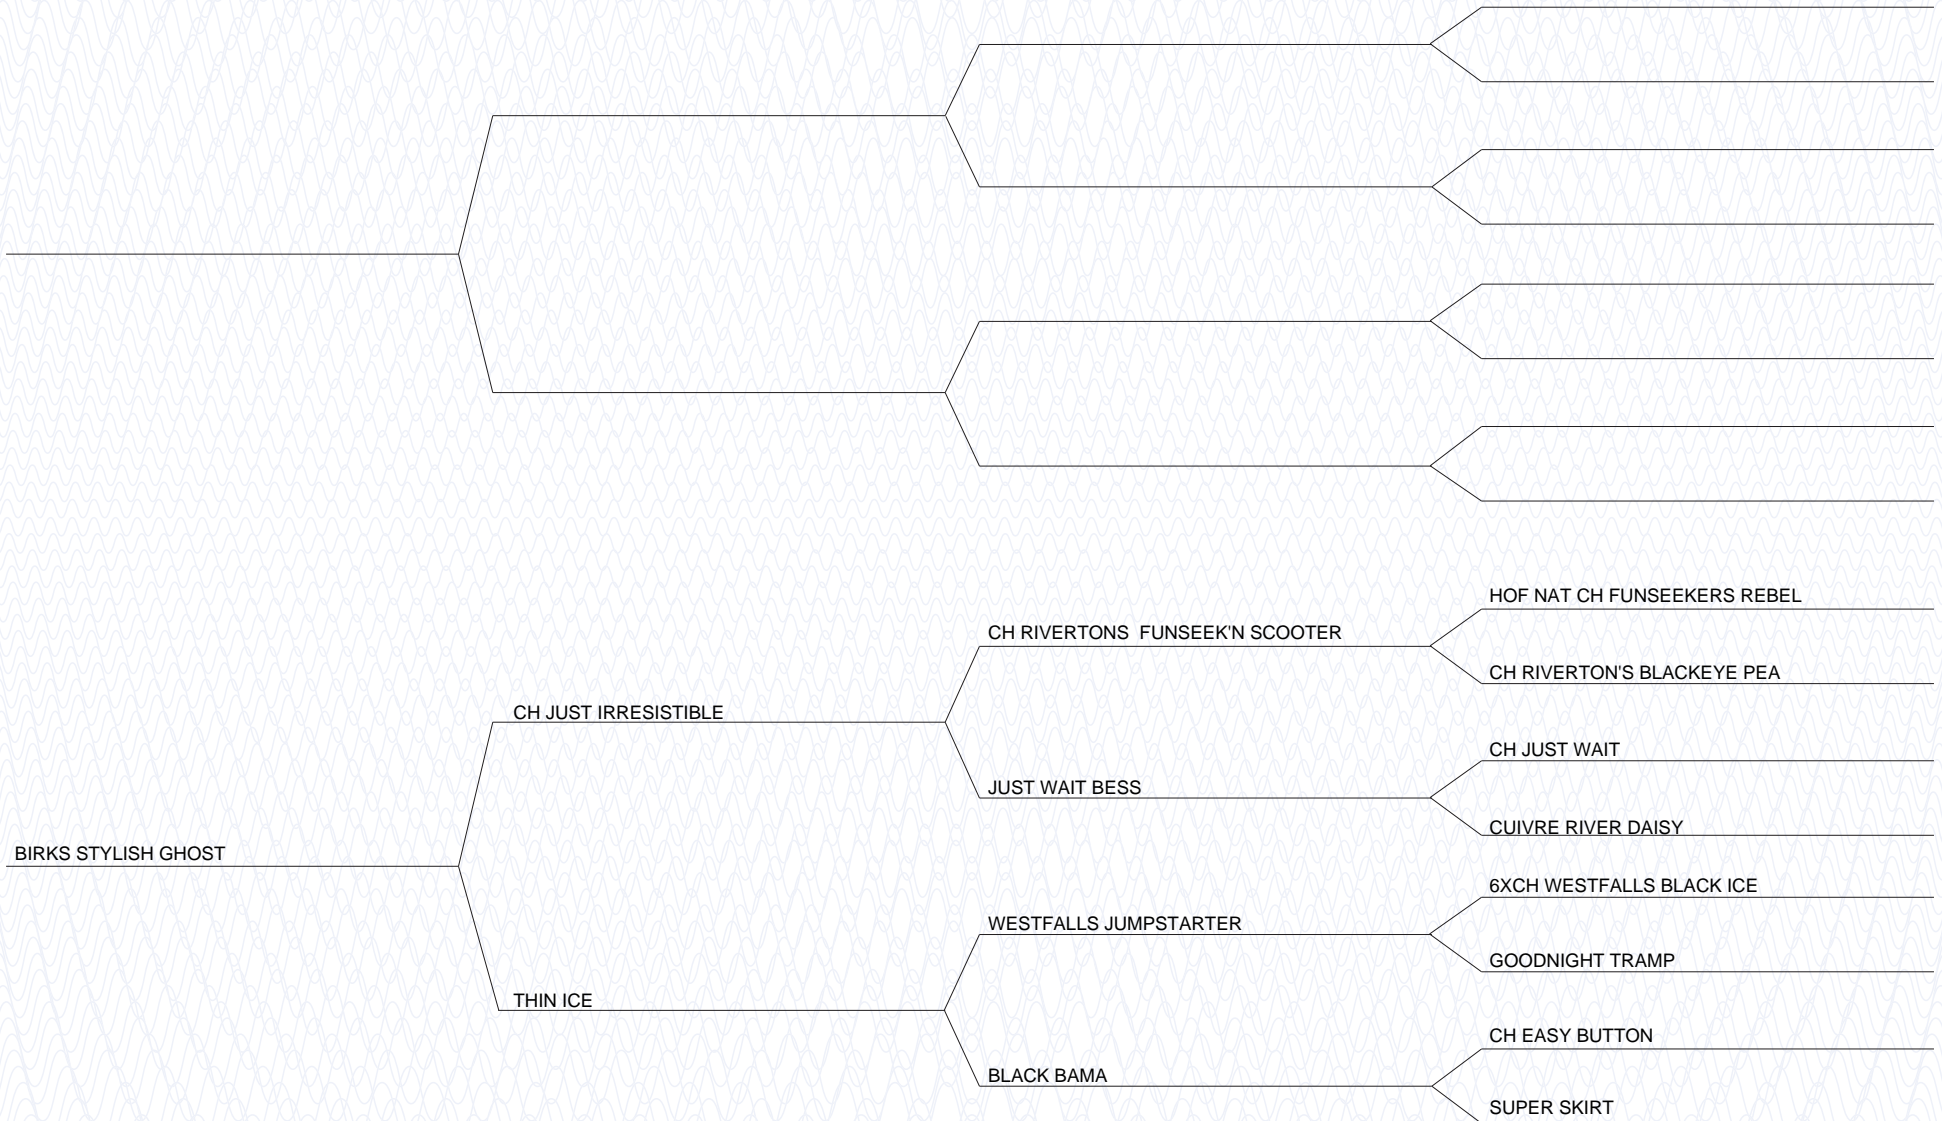 HOF NAT CH FUNSEEKERS REBEL
CH RIVERTONS  FUNSEEK'N SCOOTER
CH RIVERTON'S BLACKEYE PEA
CH JUST IRRESISTIBLE
CH JUST WAIT
JUST WAIT BESS
CUIVRE RIVER DAISY
BIRKS STYLISH GHOST
6XCH WESTFALLS BLACK ICE
WESTFALLS JUMPSTARTER
GOODNIGHT TRAMP
THIN ICE
CH EASY BUTTON
BLACK BAMA
SUPER SKIRT